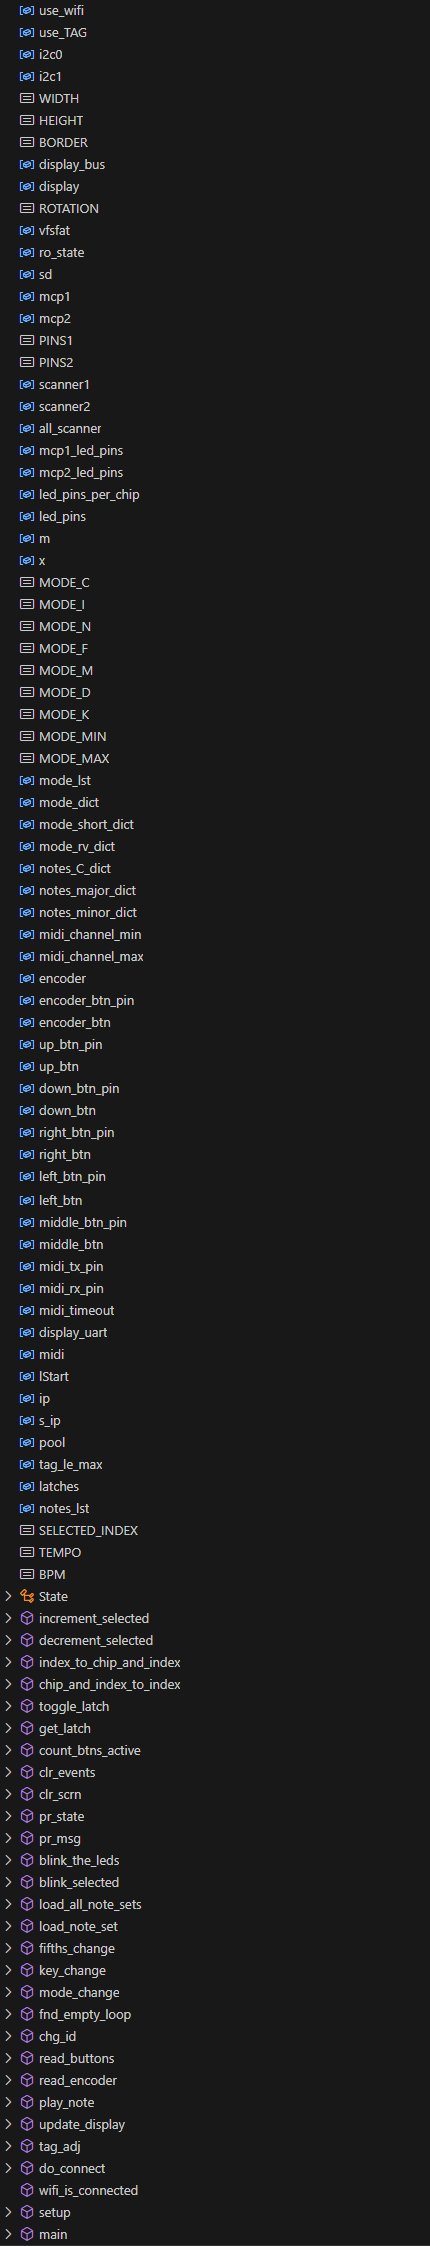 use_wifi
use_TAG
i2c0
i2c1
WIDTH
HEIGHT
BORDER
display_bus
display
ROTATION
vfsfat
ro_state
sd
mcp1
mcp2
PINS1
PINS2
scanner1
scanner2
all_scanner
mcp1_led_pins
mcp2_led_pins
led_pins_per_chip
led_pins
m
x
MODE_C
MODE_I
MODE_N
MODE_F
MODE_M
MODE_D
MODE_K
MODE_MIN
MODE_MAX
mode_lst
mode_dict
mode_short_dict
mode_rv_dict
notes_C_dict
notes_major_dict
notes_minor_dict
midi_channel_min
midi_channel_max
encoder
encoder_btn_pin
encoder_btn
up_btn_pin
up_btn
down_btn_pin
down_btn
right_btn_pin
right_btn
left_btn_pin
left_btn
middle_btn_pin
middle_btn
midi_tx_pin
midi_rx_pin
midi_timeout
display_uart
midi
lStart
ip
s_ip
pool
tag_le_max
latches
notes_lst
SELECTED_INDEX
TEMPO
BPM
State
increment_selected
decrement_selected
index_to_chip_and_index
chip_and_index_to_index
toggle_latch
get_latch
count_btns_active
clr_events
clr_scrn
pr_state
pr_msg
blink_the_leds
blink_selected
load_all_note_sets
load_note_set
fifths_change
key_change
mode_change
fnd_empty_loop
chg_id
read_buttons
read_encoder
play_note
update_display
tag_adj
do_connect
wifi_is_connected
setup
main